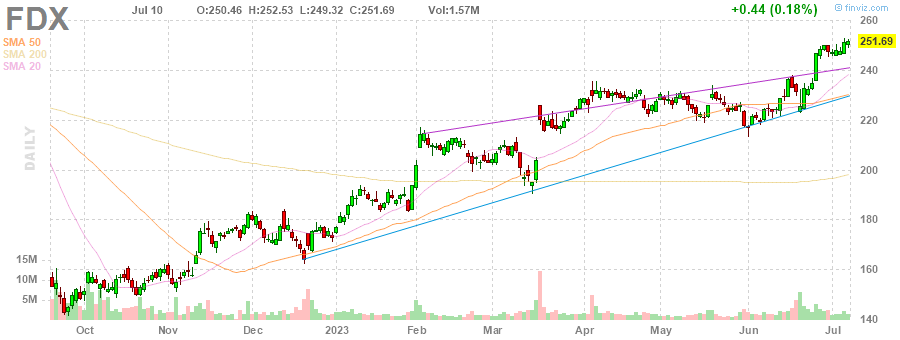 FDX Jul 10 O:250.46 H:252.53 L:249.32 C:251.69 Vol:1.57M +0.44 (0.18%) © finviz.com
SMA 50
SMA 200
SMA 20
DAILY
260
251.69
240
220
200
180
160
140
15M
10M
5M
Oct Nov Dec 2023 Feb Mar Apr May Jun Jul